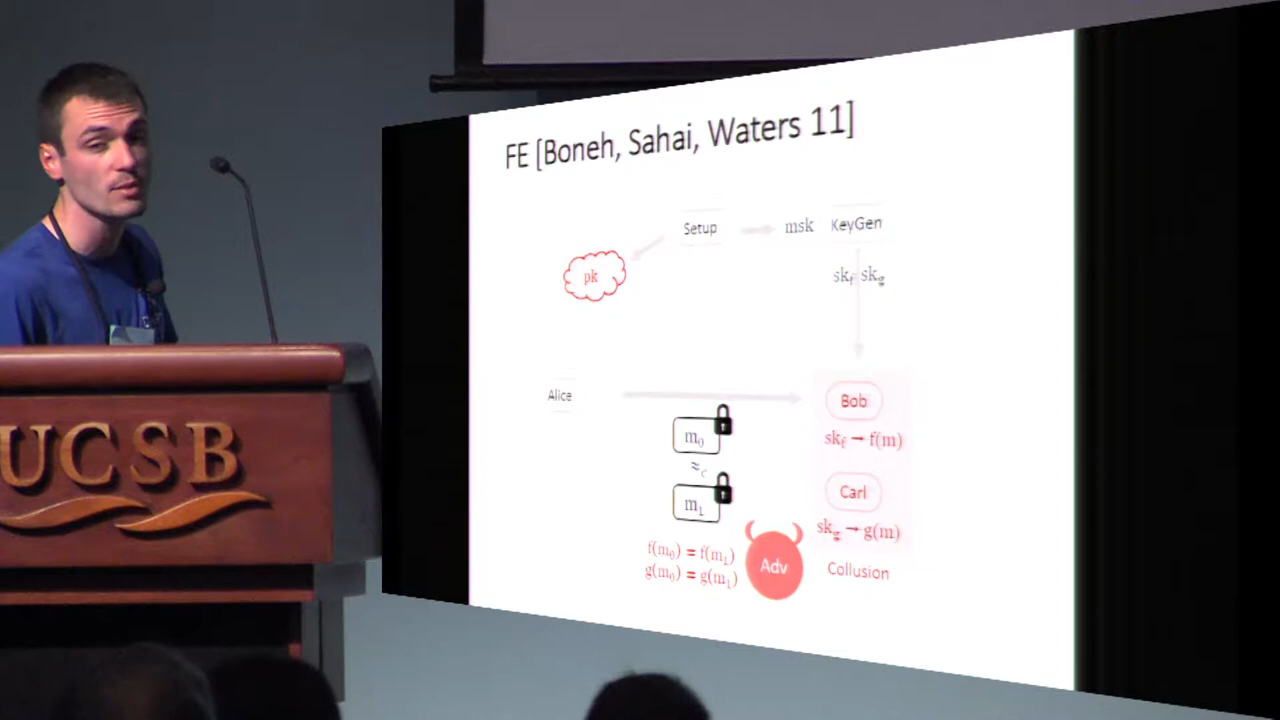 FE [Boneh, Sahai, Waters 11]
Setup
msk KeyGen
pk
sk_f sk_g
Alice
Bob
m_0
sk_f → f(m)
≈_c
Carl
m_1
sk_g → g(m)
f(m_0) = f(m_1)
g(m_0) = g(m_1)
Adv
Collusion
UCSB